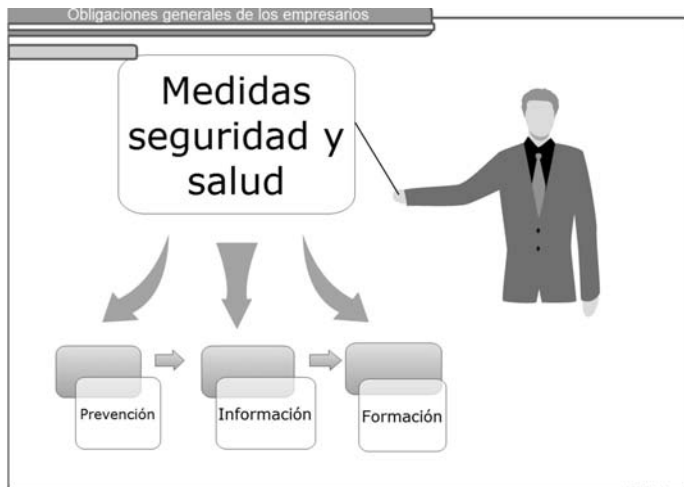 Obligaciones generales de los empresarios
Medidas
seguridad y
salud
Prevención
Información
Formación